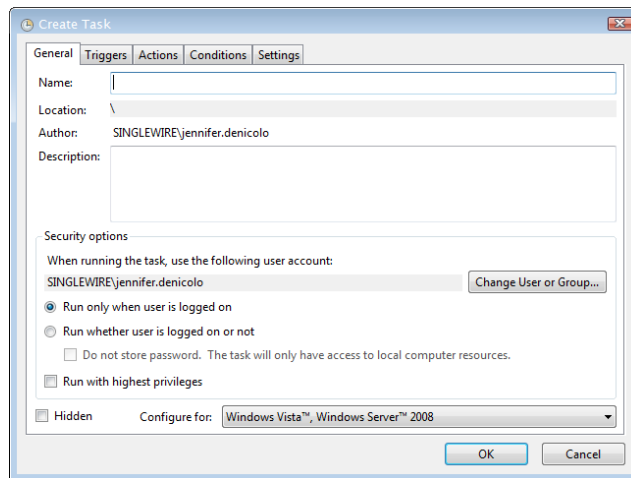 Create Task
General Triggers Actions Conditions Settings
Name:
Location: \
Author: SINGLEWIRE\jennifer.denicolo
Description:
Security options
When running the task, use the following user account:
SINGLEWIRE\jennifer.denicolo Change User or Group...
Run only when user is logged on
Run whether user is logged on or not
Do not store password. The task will only have access to local computer resources.
Run with highest privileges
Hidden Configure for: Windows Vista™, Windows Server™ 2008
OK Cancel